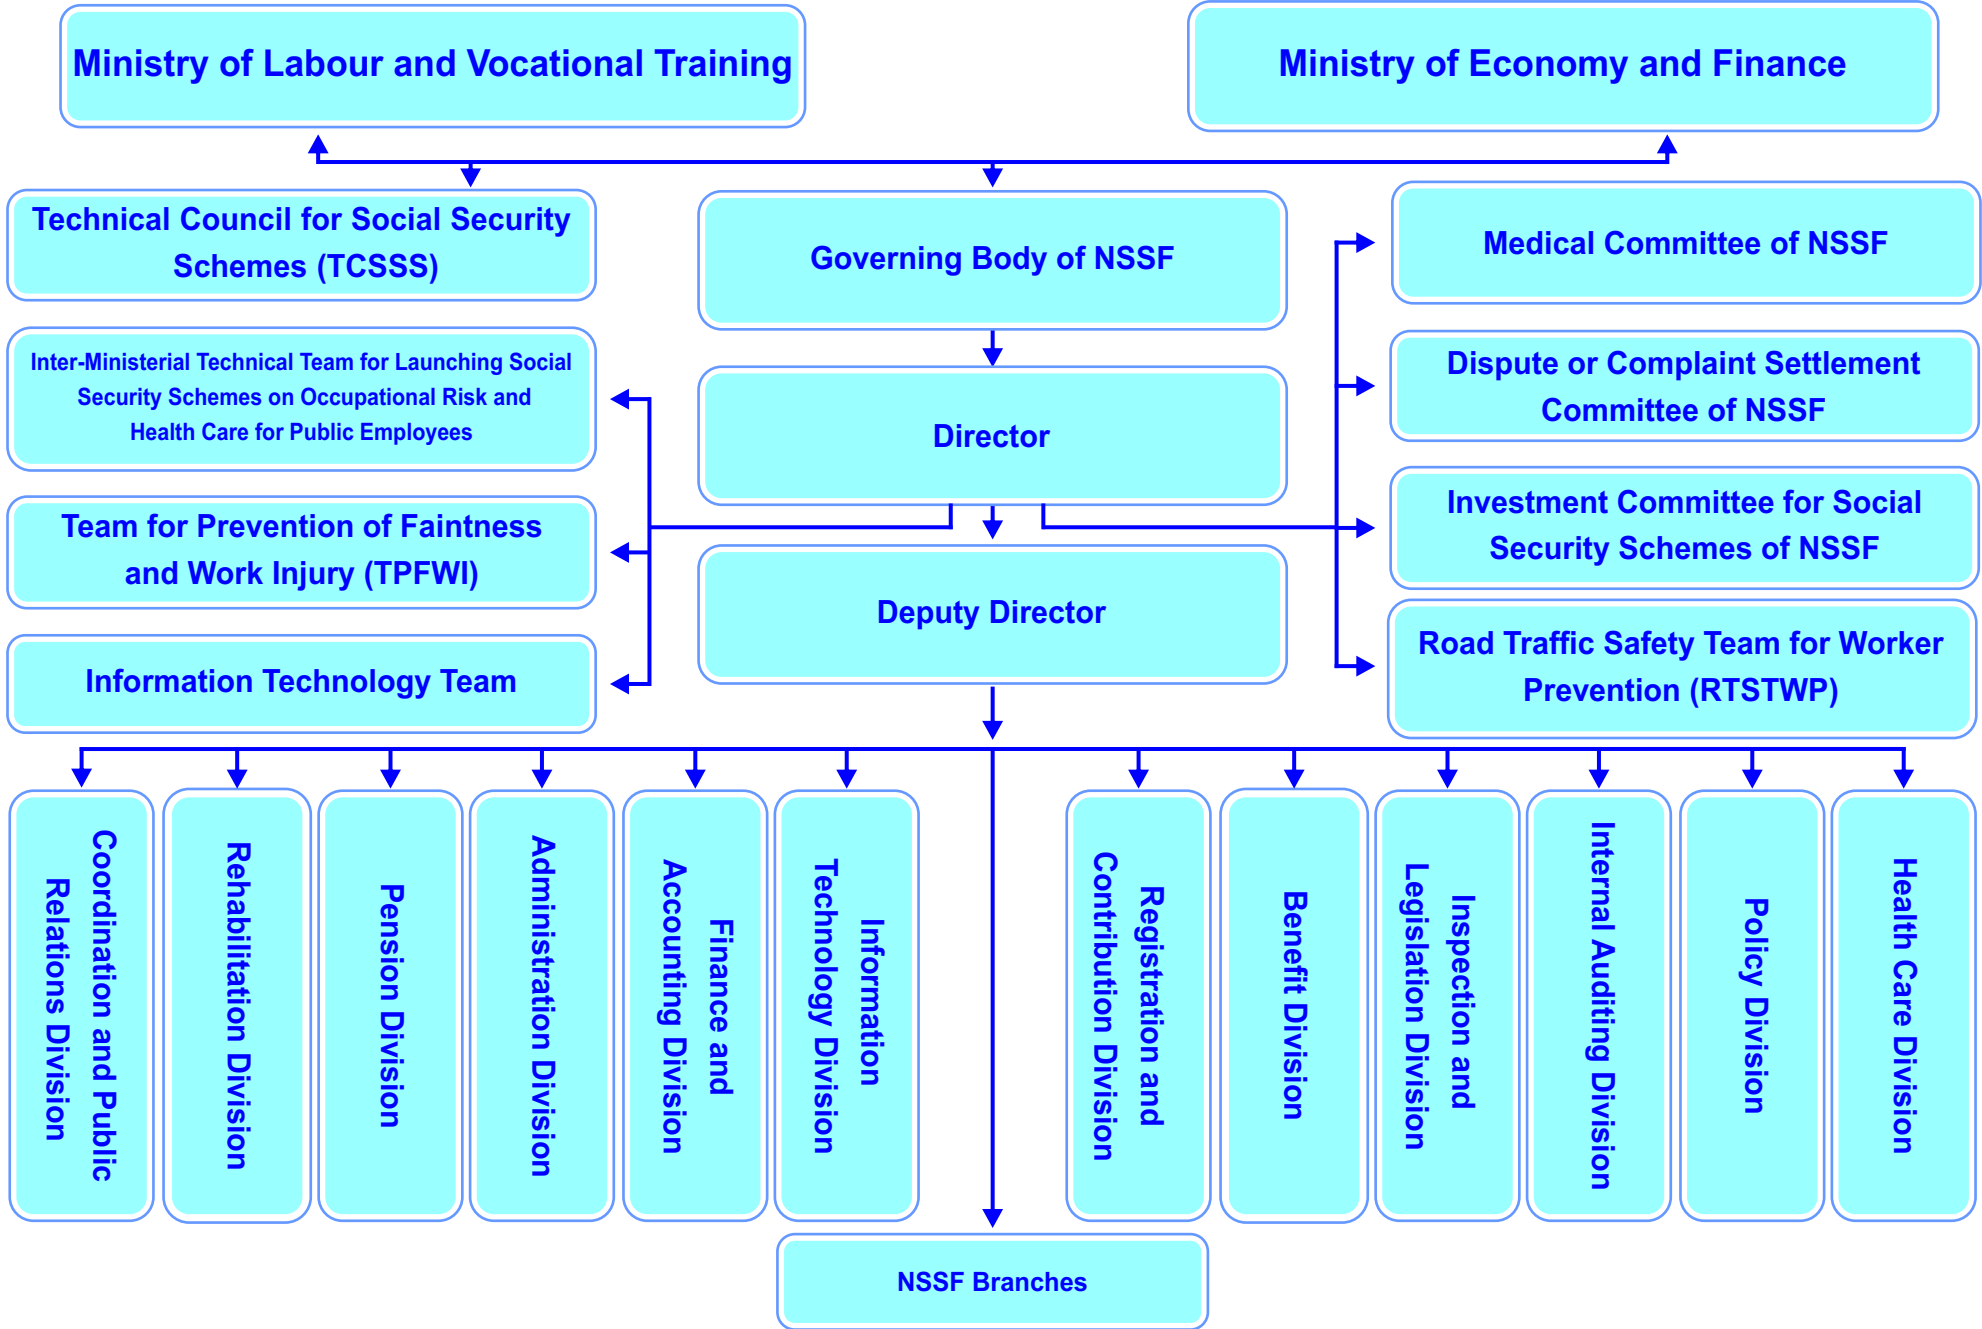 Ministry of Labour and Vocational Training
Ministry of Economy and Finance
Technical Council for Social Security
Schemes (TCSSS)
Governing Body of NSSF
Medical Committee of NSSF
Inter-Ministerial Technical Team for Launching Social
Security Schemes on Occupational Risk and
Health Care for Public Employees
Director
Dispute or Complaint Settlement
Committee of NSSF
Team for Prevention of Faintness
and Work Injury (TPFWI)
Investment Committee for Social
Security Schemes of NSSF
Deputy Director
Information Technology Team
Road Traffic Safety Team for Worker
Prevention (RTSTWP)
Coordination and Public
Relations Division
Rehabilitation Division
Pension Division
Administration Division
Finance and
Accounting Division
Information
Technology Division
Registration and
Contribution Division
Benefit Division
Inspection and
Legislation Division
Internal Auditing Division
Policy Division
Health Care Division
NSSF Branches